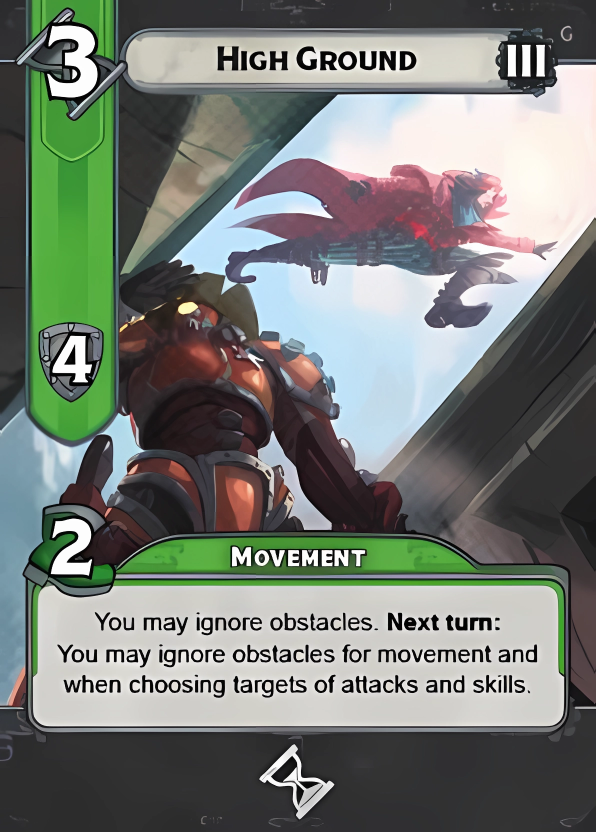 3
HIGH GROUND
III
G
4
2
MOVEMENT
You may ignore obstacles. Next turn:
You may ignore obstacles for movement and
when choosing targets of attacks and skills.